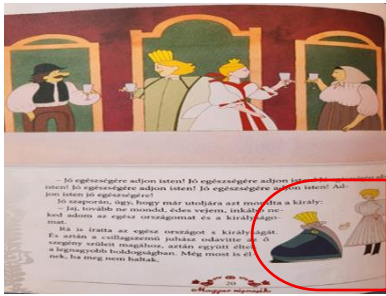 – Jó egészségére adjon isten! Jó egészségére adjon isten!
isten! Jó egészségére adjon isten! Jó egészségére adjon isten! Ad-
jon isten jó egészségére!
Jó szaporán, úgy, hogy már utoljára azt mondta a király:
– Jaj, tovább ne mondd, édes vejem, inkább ne-
ked adom az egész országomat és a királyságo-
mat.
Rá is íratta az egész országot s királyságát.
És aztán a csillagszemű juhász odavitte az ő
szegény szüleit magához, aztán együtt éltek
a legnagyobb boldogságban. Még most is él-
nek, ha meg nem haltak.
20
Magyar népmesék